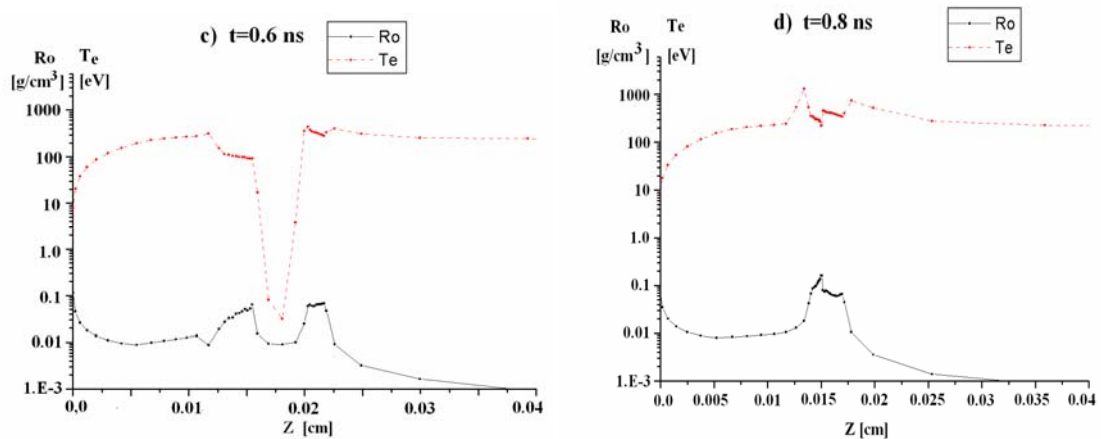 c) t=0.6 ns
Ro
Te
Ro
[g/cm³]
Te
[eV]
1000
100
10
1.0
0.1
0.01
1.E-3
0.0
0.01
0.02
0.03
0.04
Z [cm]
d) t=0.8 ns
Ro
Te
Ro
[g/cm³]
Te
[eV]
1000
100
10
1.0
0.1
0.01
1.E-3
0.0
0.005
0.01
0.015
0.02
0.025
0.03
0.035
0.04
Z [cm]